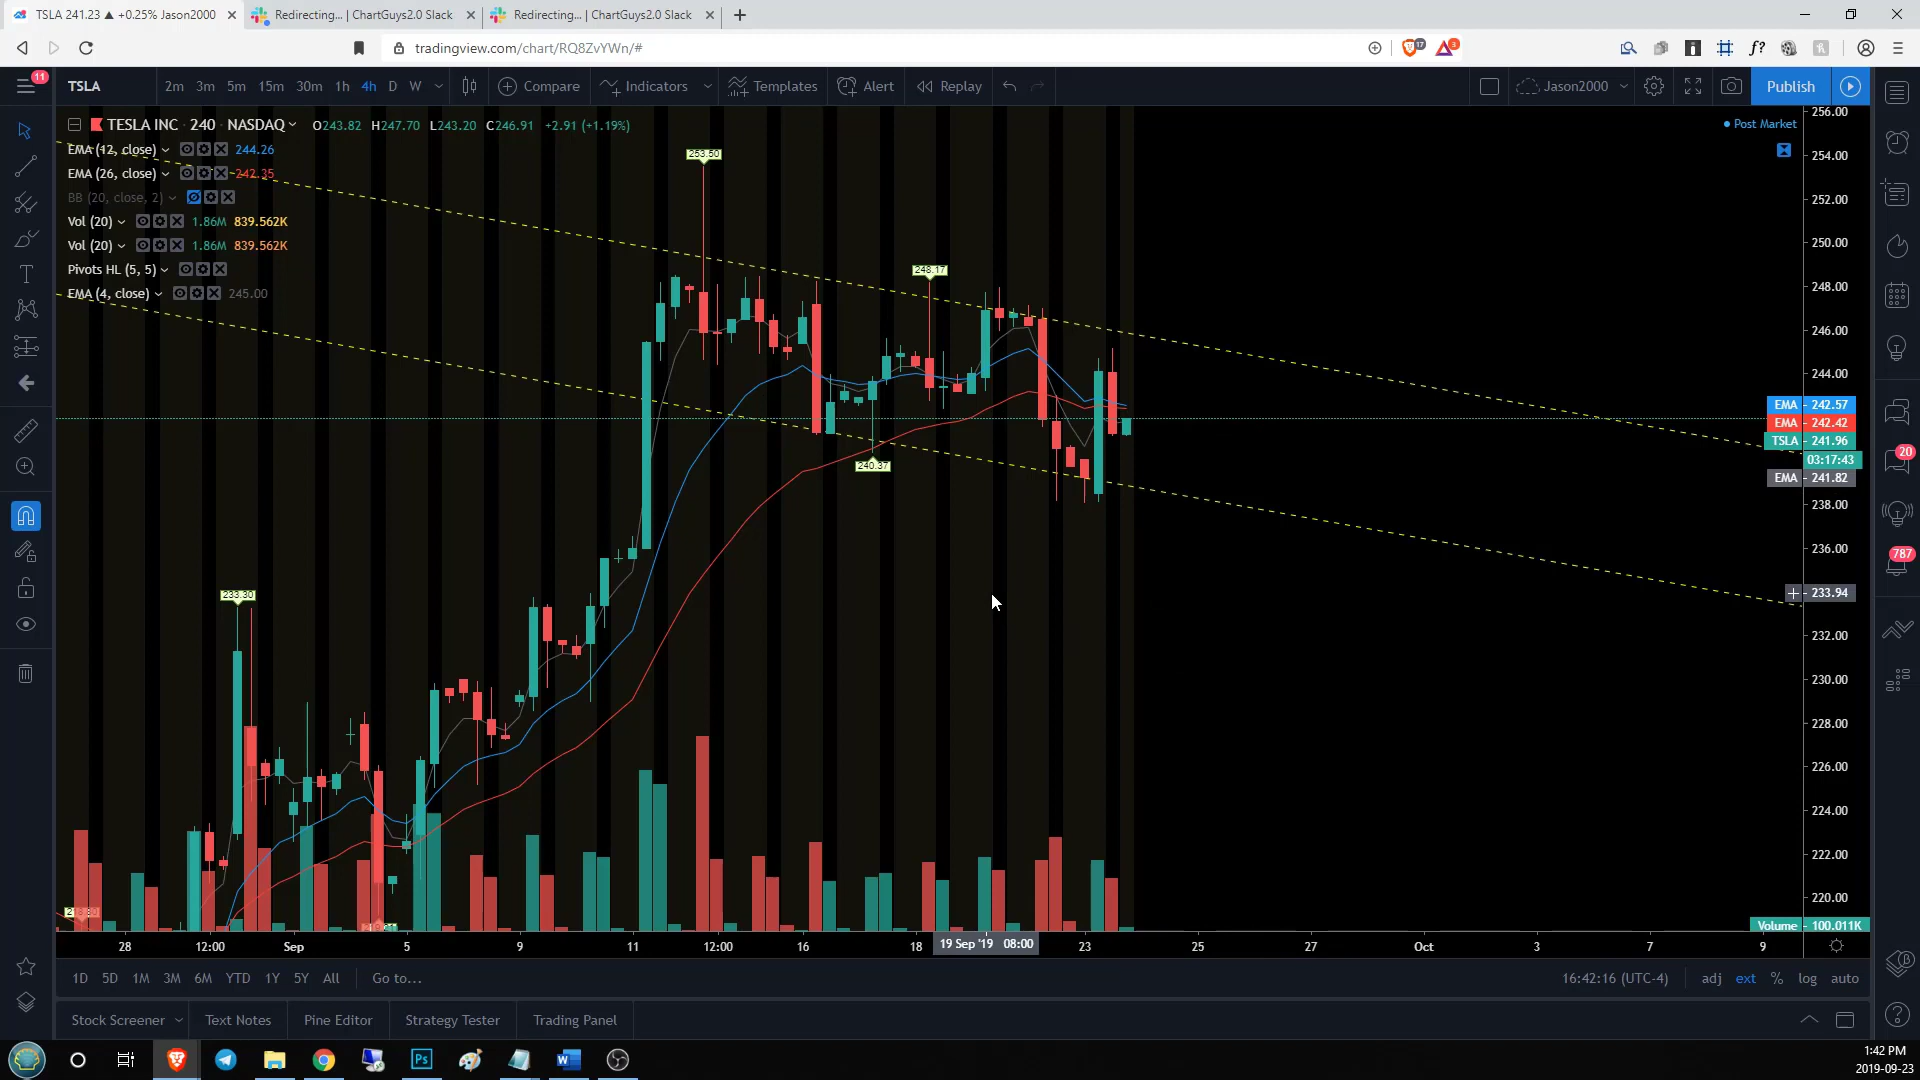 TSLA 241.23 ▲ +0.25% Jason2000
Redirecting... | ChartGuys2.0 Slack
Redirecting... | ChartGuys2.0 Slack
tradingview.com/chart/RQ8ZvYWn/#
17
3
f?
11
TSLA
2m 3m 5m 15m 30m 1h 4h D W
Compare
Indicators
Templates
Alert
Replay
Jason2000
Publish
TESLA INC 240 NASDAQ
O243.82 H247.70 L243.20 C246.91 +2.91 (+1.19%)
Post Market
EMA (12, close) 244.26
EMA (26, close) 242.35
BB (20, close, 2)
Vol (20) 1.86M 839.562K
Vol (20) 1.86M 839.562K
Pivots HL (5, 5)
EMA (4, close) 245.00
253.50
248.17
240.37
233.30
256.00
254.00
252.00
250.00
248.00
246.00
244.00
EMA 242.57
EMA 242.42
TSLA 241.96
03:17:43
EMA 241.82
238.00
236.00
233.94
232.00
230.00
228.00
226.00
224.00
222.00
220.00
Volume 100.011K
20
787
28 12:00 Sep 5 9 11 12:00 16 18 19 Sep '19 08:00 23 25 27 Oct 3 7 9
1D 5D 1M 3M 6M YTD 1Y 5Y All Go to...
16:42:16 (UTC-4) adj ext % log auto
Stock Screener Text Notes Pine Editor Strategy Tester Trading Panel
Ps
W
1:42 PM
2019-09-23